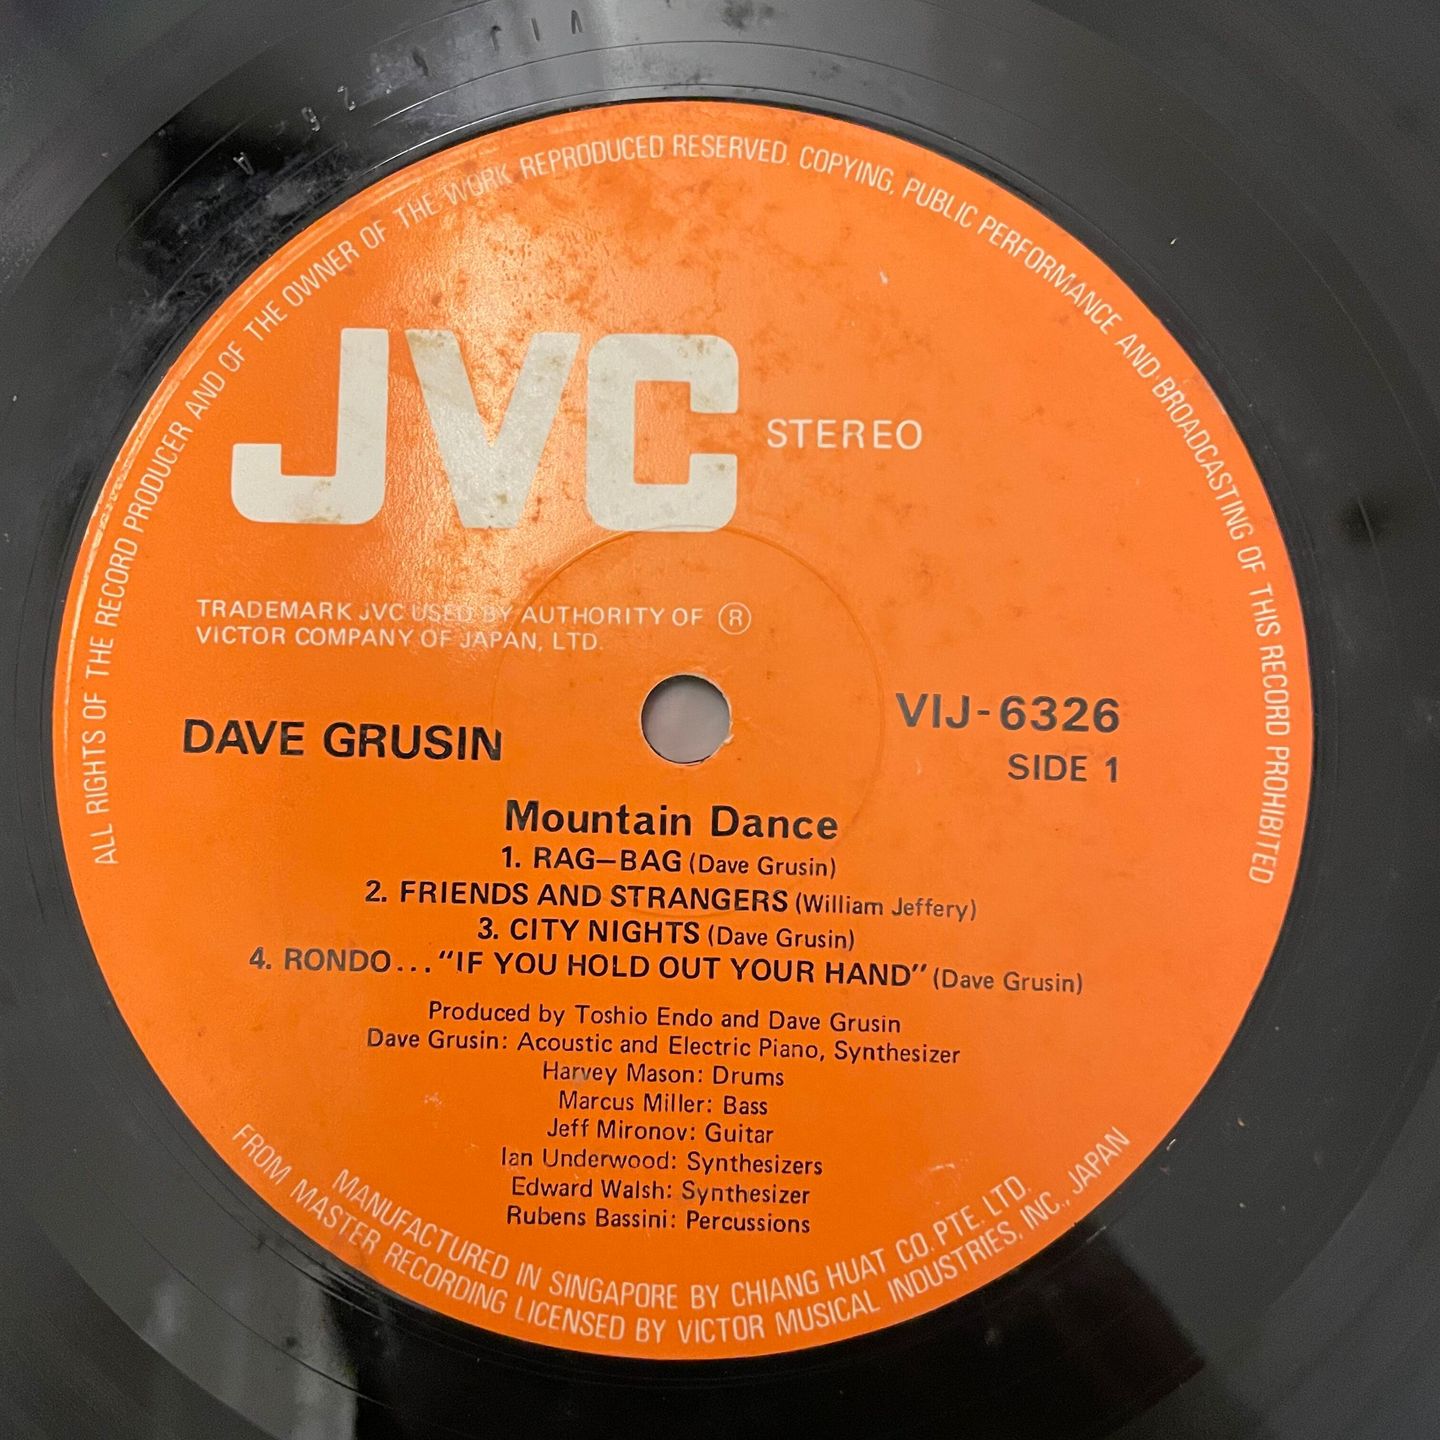 ALL RIGHTS OF THE RECORD PRODUCER AND OF THE OWNER OF THE WORK REPRODUCED RESERVED. COPYING, PUBLIC PERFORMANCE AND BROADCASTING OF THIS RECORD PROHIBITED
JVC STEREO
TRADEMARK JVC USED BY AUTHORITY OF ®
VICTOR COMPANY OF JAPAN, LTD.
VIJ-6326
DAVE GRUSIN
SIDE 1
Mountain Dance
1. RAG–BAG (Dave Grusin)
2. FRIENDS AND STRANGERS (William Jeffery)
3. CITY NIGHTS (Dave Grusin)
4. RONDO... "IF YOU HOLD OUT YOUR HAND" (Dave Grusin)
Produced by Toshio Endo and Dave Grusin
Dave Grusin: Acoustic and Electric Piano, Synthesizer
Harvey Mason: Drums
Marcus Miller: Bass
Jeff Mironov: Guitar
Ian Underwood: Synthesizers
Edward Walsh: Synthesizer
Rubens Bassini: Percussions
MANUFACTURED IN SINGAPORE BY CHIANG HUAT CO. PTE. LTD.
FROM MASTER RECORDING LICENSED BY VICTOR MUSICAL INDUSTRIES, INC., JAPAN